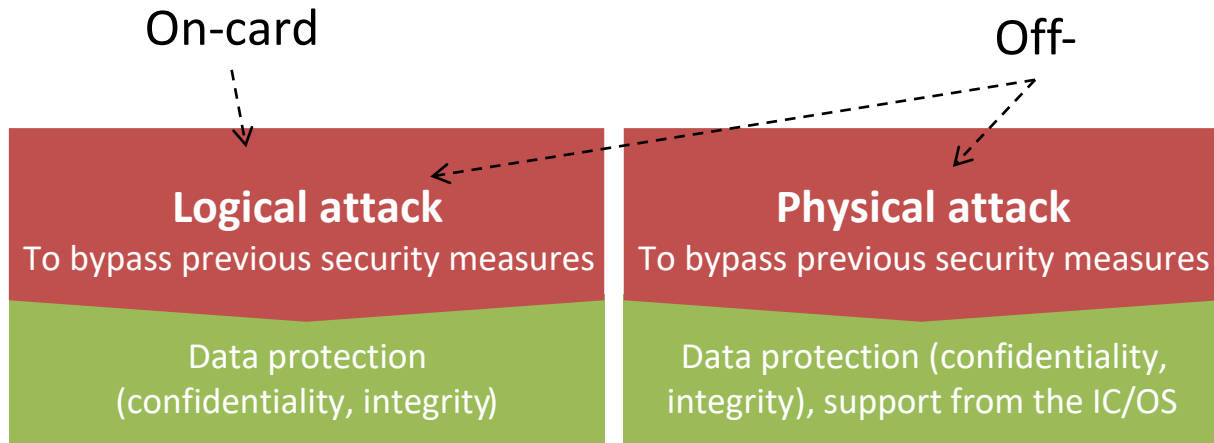 On-card
Off-
Logical attack
To bypass previous security measures
Data protection
(confidentiality, integrity)
Physical attack
To bypass previous security measures
Data protection (confidentiality,
integrity), support from the IC/OS